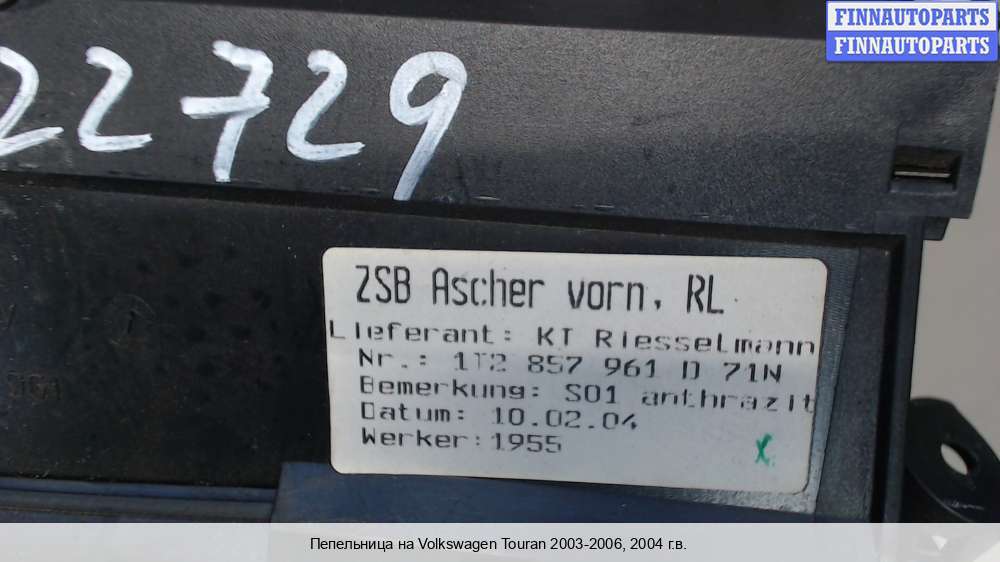 FINNAUTOPARTS
FINNAUTOPARTS
22729
ZSB Ascher vorn, RL
Lieferant: KT Riesselmann
Nr.: 1T2 857 961 D 71N
Bemerkung: S01 anthrazit
Datum: 10.02.04
Werker: 1955
x
Пепельница на Volkswagen Touran 2003-2006, 2004 г.в.